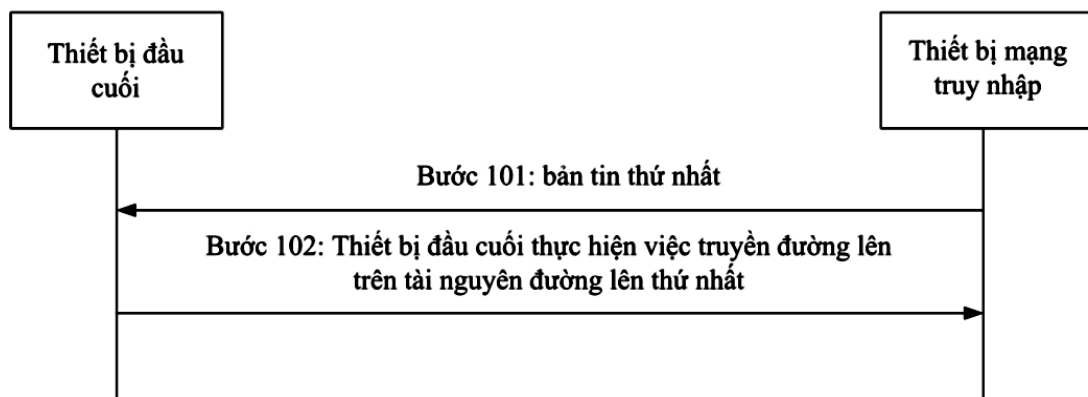 Thiết bị đầu
cuối
Thiết bị mạng
truy nhập
Bước 101: bản tin thứ nhất
Bước 102: Thiết bị đầu cuối thực hiện việc truyền đường lên
trên tài nguyên đường lên thứ nhất